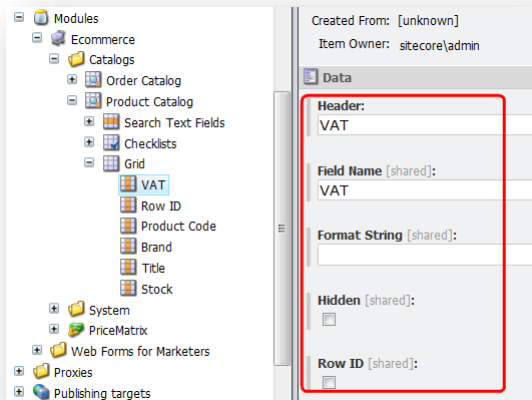 Modules
Ecommerce
Catalogs
Order Catalog
Product Catalog
Search Text Fields
Checklists
Grid
VAT
Row ID
Product Code
Brand
Title
Stock
System
PriceMatrix
Web Forms for Marketers
Proxies
Publishing targets
Created From: [unknown]
Item Owner: sitecore\admin
Data
Header:
VAT
Field Name [shared]:
VAT
Format String [shared]:
Hidden [shared]:
Row ID [shared]: